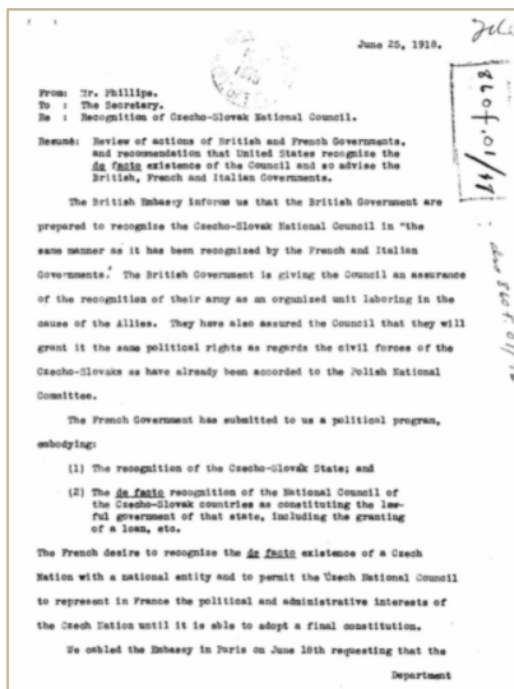 June 25, 1918.
860f.01/
From: Mr. Phillips.
To : The Secretary.
Re : Recognition of Czecho-Slovak National Council.
Resumé: Review of actions of British and French Governments,
and recommendation that United States recognize the
de facto existence of the Council and so advise the
British, French and Italian Governments.
The British Embassy informs us that the British Government are
prepared to recognize the Czecho-Slovak National Council in "the
same manner as it has been recognized by the French and Italian
Governments." The British Government is giving the Council an assurance
of the recognition of their army as an organized unit laboring in the
cause of the Allies. They have also assured the Council that they will
grant it the same political rights as regards the civil forces of the
Czecho-Slovaks as have already been accorded to the Polish National
Committee.
The French Government has submitted to us a political program,
embodying:
(1) The recognition of the Czecho-Slovak State; and
(2) The de facto recognition of the National Council of
the Czecho-Slovak countries as constituting the law-
ful government of that state, including the granting
of a loan, etc.
The French desire to recognize the de facto existence of a Czech
Nation with a national entity and to permit the Czech National Council
to represent in France the political and administrative interests of
the Czech Nation until it is able to adopt a final constitution.
We cabled the Embassy in Paris on June 18th requesting that the
Department